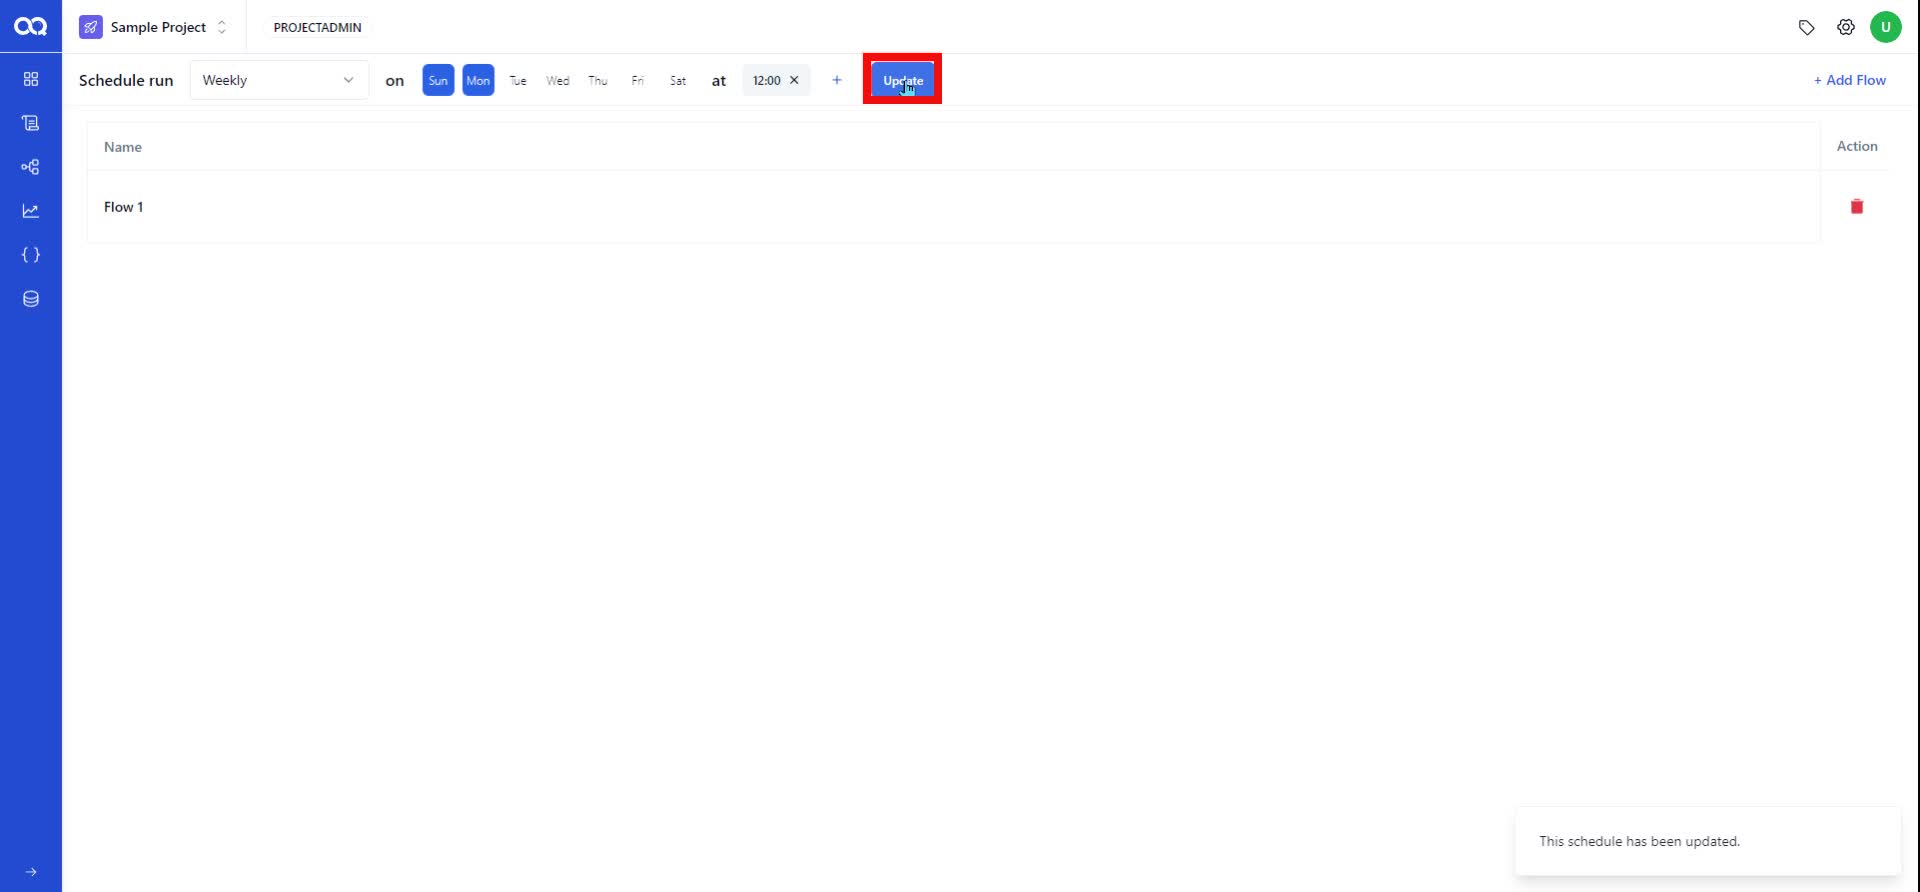 Sample Project
PROJECTADMIN
U
Schedule run Weekly on Sun Mon Tue Wed Thu Fri Sat at 12:00 × + Update + Add Flow
Name Action
Flow 1
This schedule has been updated.